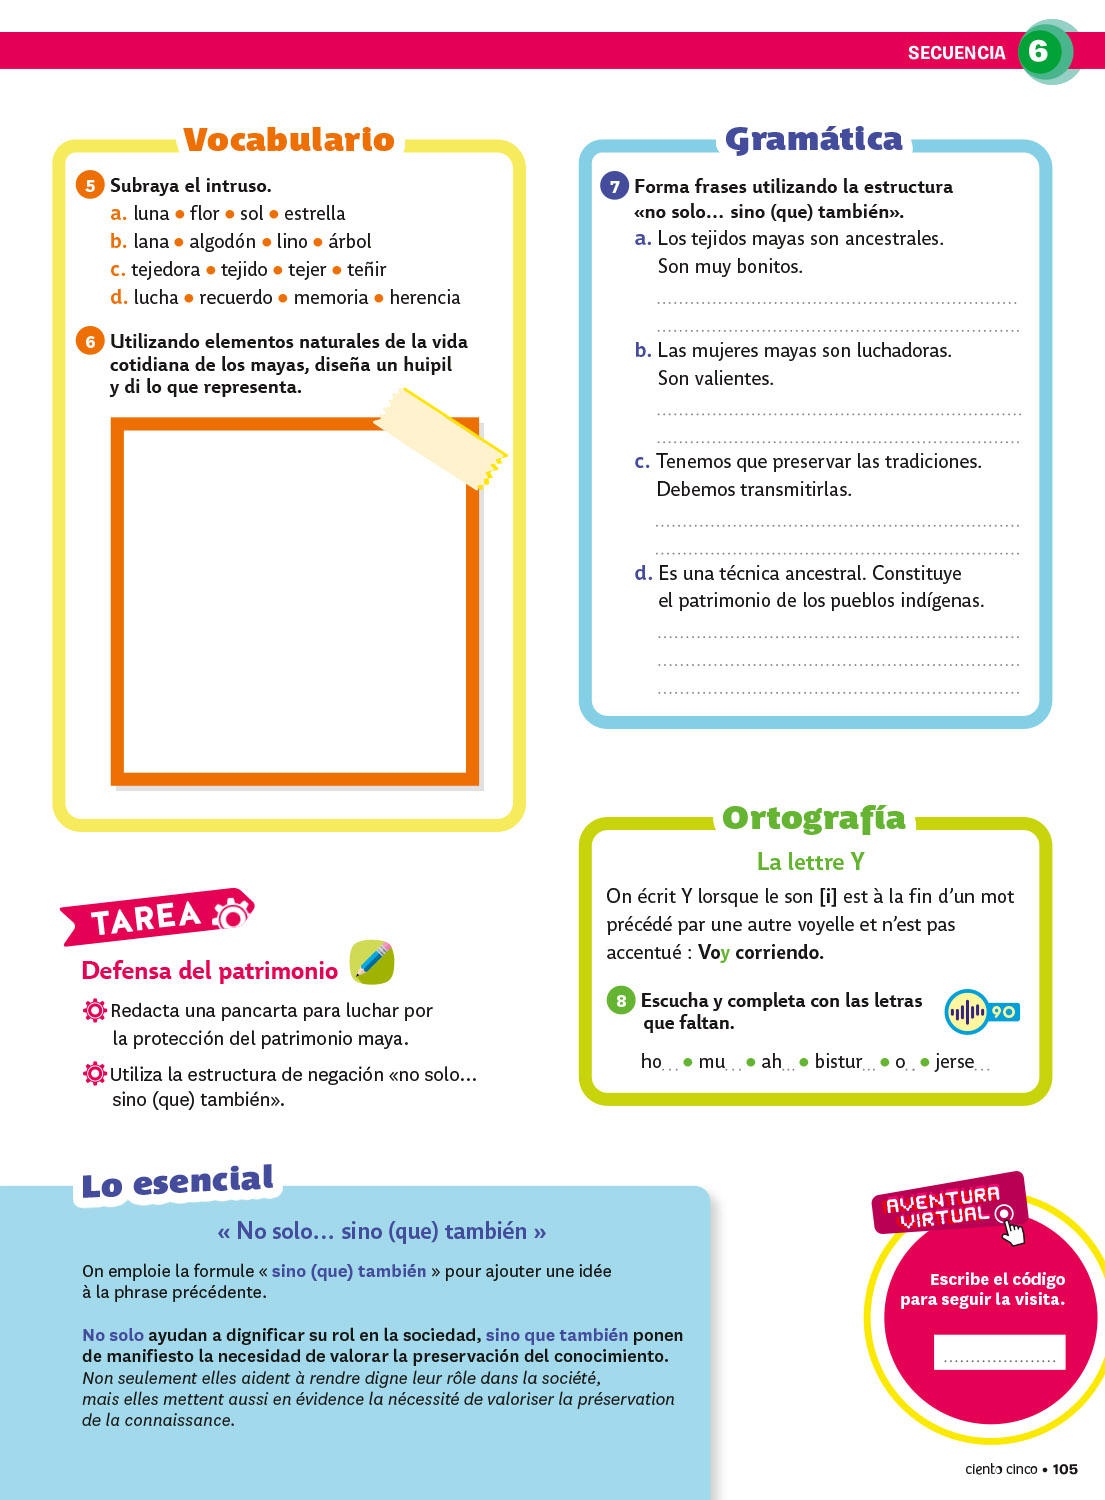 SECUENCIA 6
Vocabulario
5 Subraya el intruso.
a. luna • flor • sol • estrella
b. lana • algodón • lino • árbol
c. tejedora • tejido • tejer • teñir
d. lucha • recuerdo • memoria • herencia
6 Utilizando elementos naturales de la vida
cotidiana de los mayas, diseña un huipil
y di lo que representa.
TAREA
Defensa del patrimonio
Redacta una pancarta para luchar por
la protección del patrimonio maya.
Utiliza la estructura de negación «no solo…
sino (que) también».
Gramática
7 Forma frases utilizando la estructura
«no solo… sino (que) también».
a. Los tejidos mayas son ancestrales.
Son muy bonitos.
b. Las mujeres mayas son luchadoras.
Son valientes.
c. Tenemos que preservar las tradiciones.
Debemos transmitirlas.
d. Es una técnica ancestral. Constituye
el patrimonio de los pueblos indígenas.
Ortografía
La lettre Y
On écrit Y lorsque le son [i] est à la fin d'un mot
précédé par une autre voyelle et n'est pas
accentué : Voy corriendo.
8 Escucha y completa con las letras
que faltan.
90
ho... • mu... • ah... • bistur... • o.. • jerse...
Lo esencial
« No solo… sino (que) también »
On emploie la formule « sino (que) también » pour ajouter une idée
à la phrase précédente.
No solo ayudan a dignificar su rol en la sociedad, sino que también ponen
de manifiesto la necesidad de valorar la preservación del conocimiento.
Non seulement elles aident à rendre digne leur rôle dans la société,
mais elles mettent aussi en évidence la nécessité de valoriser la préservation
de la connaissance.
AVENTURA
VIRTUAL
Escribe el código
para seguir la visita.
ciento cinco • 105